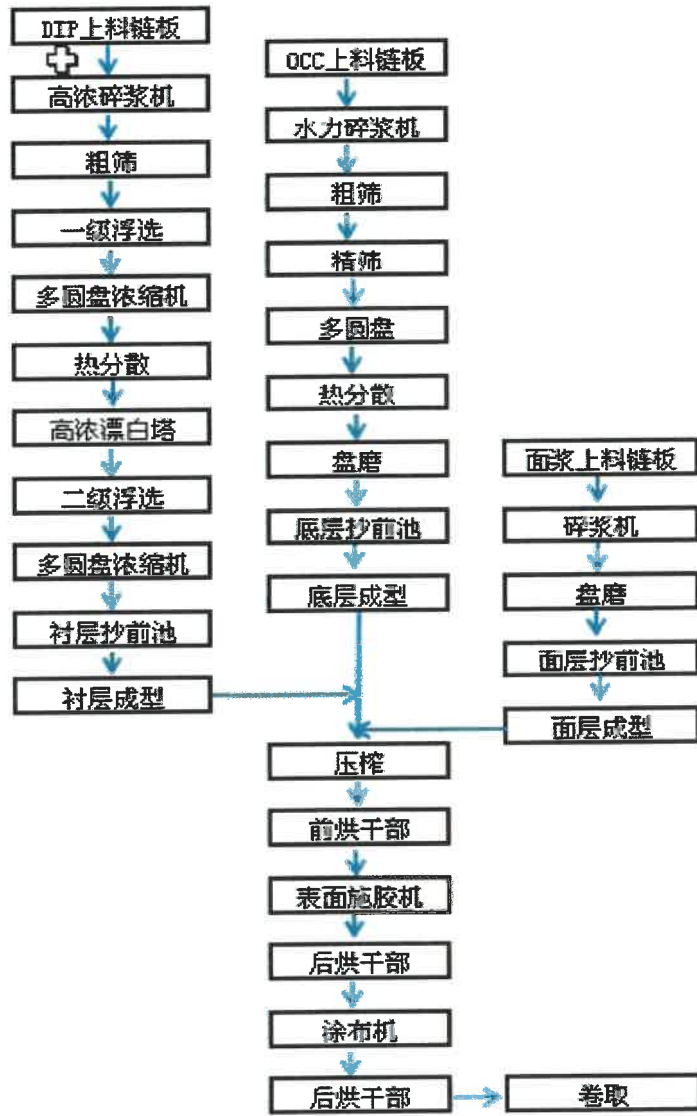 DIP上料链板
高浓碎浆机
粗筛
一级浮选
多圆盘浓缩机
热分散
高浓漂白塔
二级浮选
多圆盘浓缩机
衬层抄前池
衬层成型
OCC上料链板
水力碎浆机
粗筛
精筛
多圆盘
热分散
盘磨
底层抄前池
底层成型
面浆上料链板
碎浆机
盘磨
面层抄前池
面层成型
压榨
前烘干部
表面施胶机
后烘干部
涂布机
后烘干部
卷取